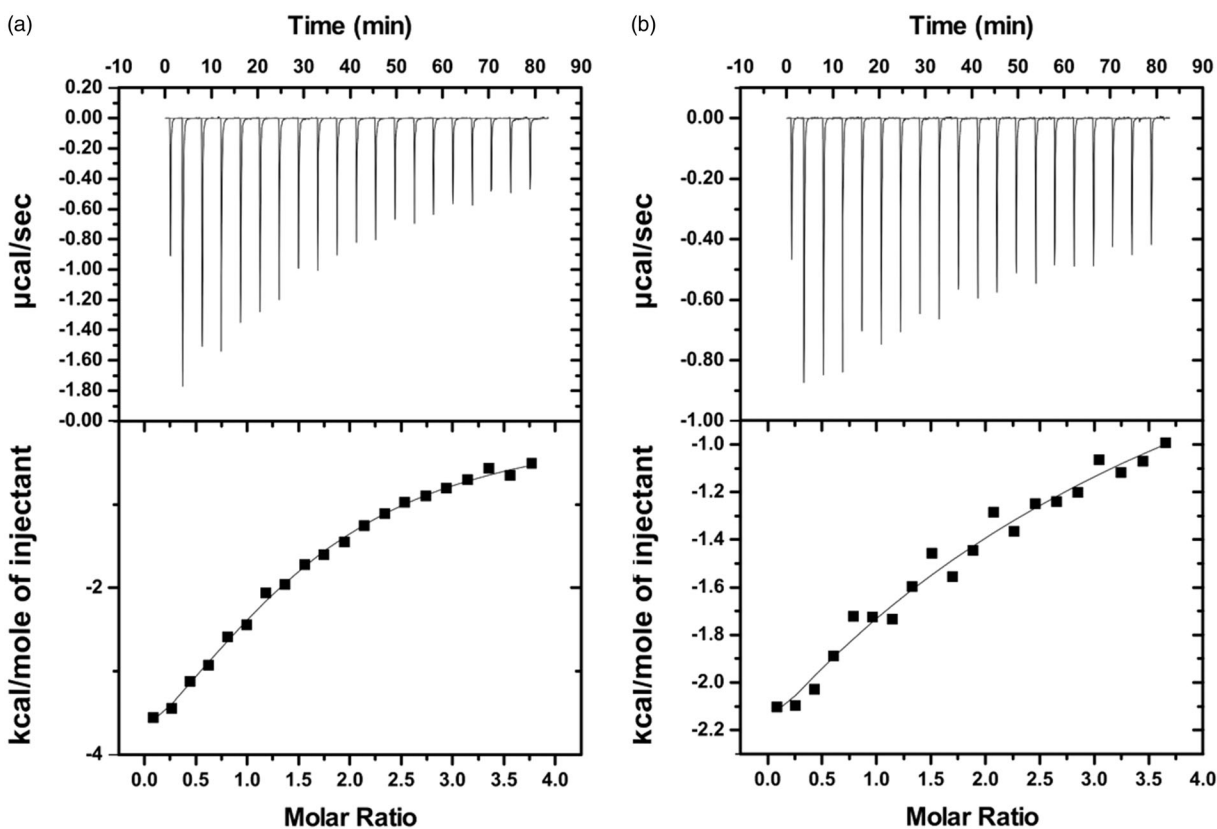 (a)
Time (min)
-10 0 10 20 30 40 50 60 70 80 90
0.20
0.00
-0.20
-0.40
-0.60
-0.80
-1.00
-1.20
-1.40
-1.60
-1.80
-0.00
µcal/sec
-2
-4
kcal/mole of injectant
0.0 0.5 1.0 1.5 2.0 2.5 3.0 3.5 4.0
Molar Ratio
(b)
Time (min)
-10 0 10 20 30 40 50 60 70 80 90
0.00
-0.20
-0.40
-0.60
-0.80
-1.00
µcal/sec
-1.0
-1.2
-1.4
-1.6
-1.8
-2.0
-2.2
kcal/mole of injectant
0.0 0.5 1.0 1.5 2.0 2.5 3.0 3.5 4.0
Molar Ratio